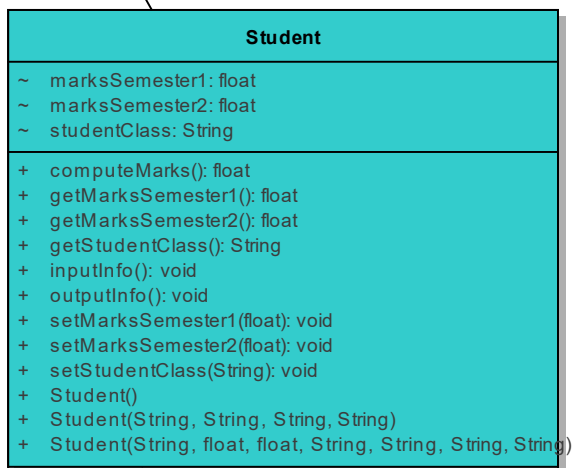 Student
~ marksSemester1: float
~ marksSemester2: float
~ studentClass: String
+ computeMarks(): float
+ getMarksSemester1(): float
+ getMarksSemester2(): float
+ getStudentClass(): String
+ inputInfo(): void
+ outputInfo(): void
+ setMarksSemester1(float): void
+ setMarksSemester2(float): void
+ setStudentClass(String): void
+ Student()
+ Student(String, String, String, String)
+ Student(String, float, float, String, String, String, String)